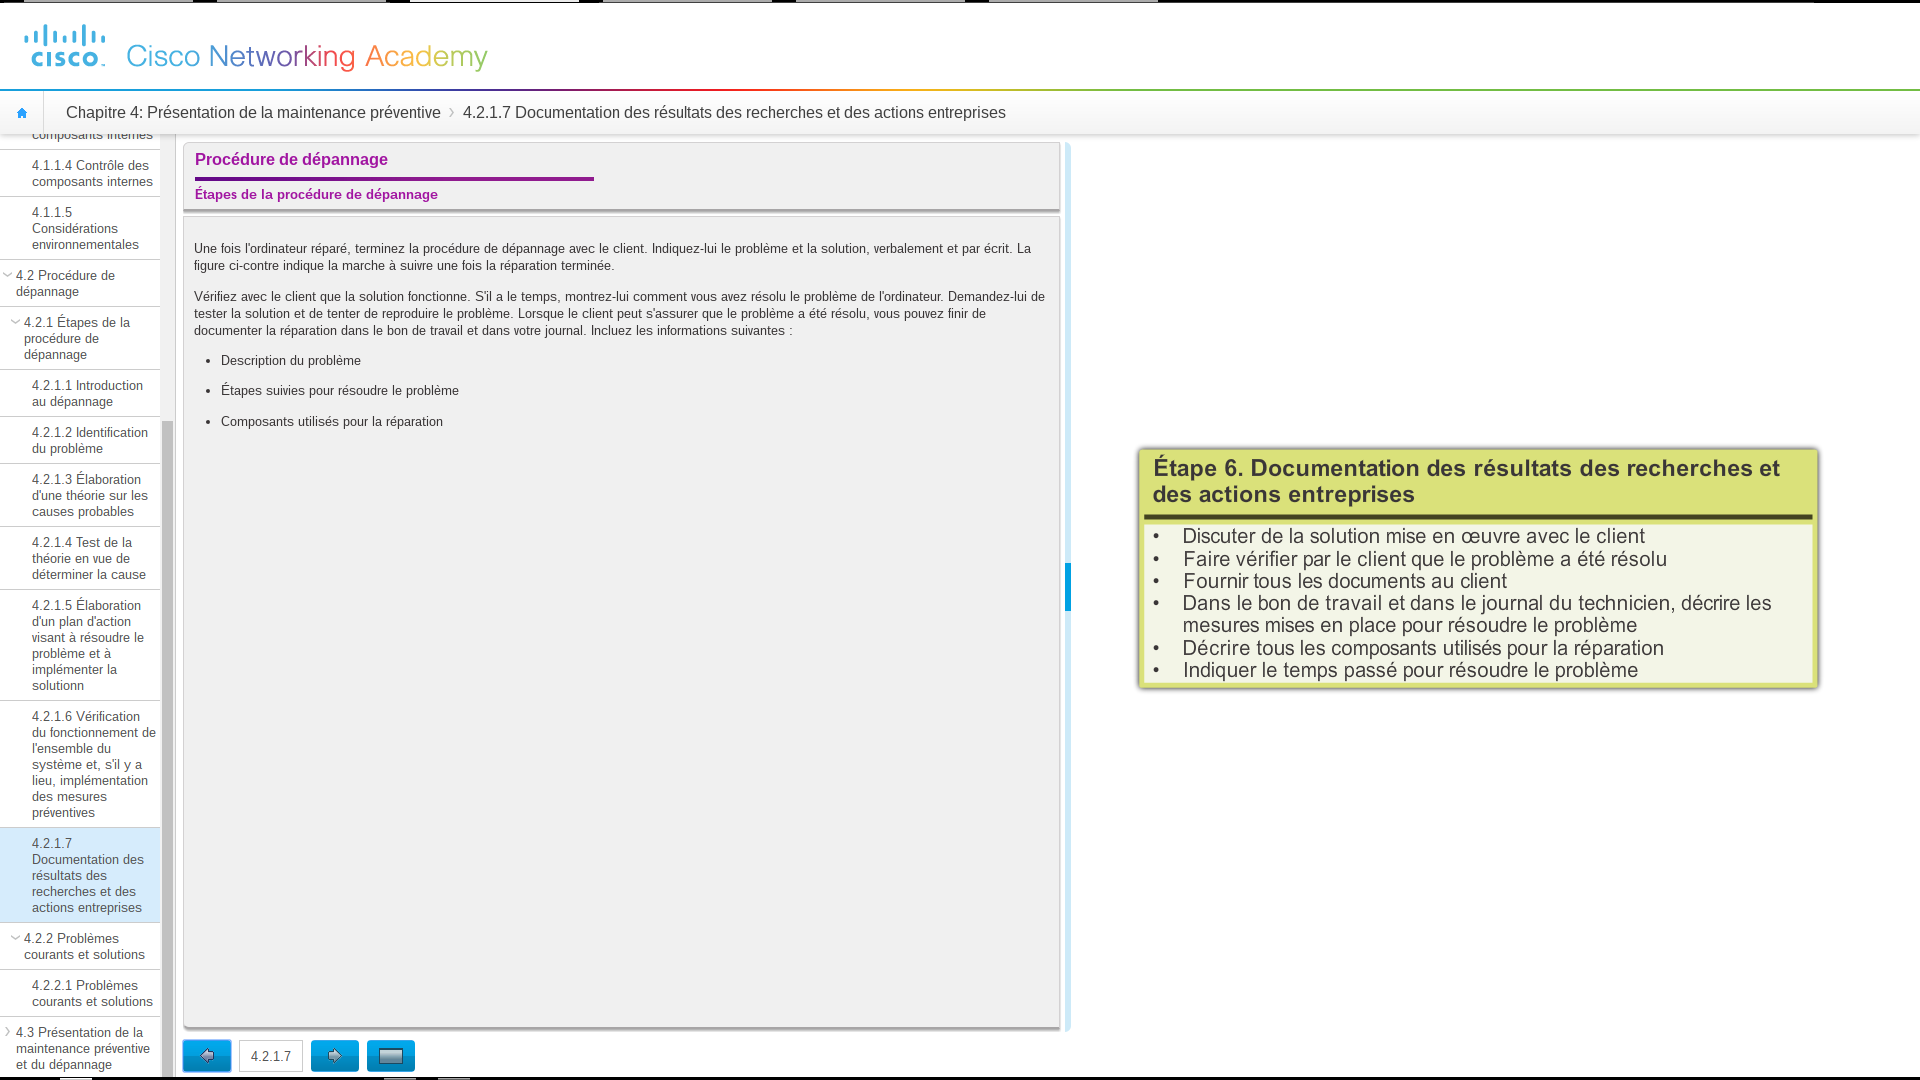 cisco
Cisco Networking Academy
Chapitre 4: Présentation de la maintenance préventive
4.2.1.7 Documentation des résultats des recherches et des actions entreprises
composants internes
4.1.1.4 Contrôle des
composants internes
4.1.1.5
Considérations
environnementales
4.2 Procédure de
dépannage
4.2.1 Étapes de la
procédure de
dépannage
4.2.1.1 Introduction
au dépannage
4.2.1.2 Identification
du problème
4.2.1.3 Élaboration
d'une théorie sur les
causes probables
4.2.1.4 Test de la
théorie en vue de
déterminer la cause
4.2.1.5 Élaboration
d'un plan d'action
visant à résoudre le
problème et à
implémenter la
solutionn
4.2.1.6 Vérification
du fonctionnement de
l'ensemble du
système et, s'il y a
lieu, implémentation
des mesures
préventives
4.2.1.7
Documentation des
résultats des
recherches et des
actions entreprises
4.2.2 Problèmes
courants et solutions
4.2.2.1 Problèmes
courants et solutions
4.3 Présentation de la
maintenance préventive
et du dépannage
Procédure de dépannage
Étapes de la procédure de dépannage
Une fois l'ordinateur réparé, terminez la procédure de dépannage avec le client. Indiquez-lui le problème et la solution, verbalement et par écrit. La
figure ci-contre indique la marche à suivre une fois la réparation terminée.
Vérifiez avec le client que la solution fonctionne. S'il a le temps, montrez-lui comment vous avez résolu le problème de l'ordinateur. Demandez-lui de
tester la solution et de tenter de reproduire le problème. Lorsque le client peut s'assurer que le problème a été résolu, vous pouvez finir de
documenter la réparation dans le bon de travail et dans votre journal. Incluez les informations suivantes :
• Description du problème
• Étapes suivies pour résoudre le problème
• Composants utilisés pour la réparation
4.2.1.7
Étape 6. Documentation des résultats des recherches et
des actions entreprises
• Discuter de la solution mise en œuvre avec le client
• Faire vérifier par le client que le problème a été résolu
• Fournir tous les documents au client
• Dans le bon de travail et dans le journal du technicien, décrire les
mesures mises en place pour résoudre le problème
• Décrire tous les composants utilisés pour la réparation
• Indiquer le temps passé pour résoudre le problème